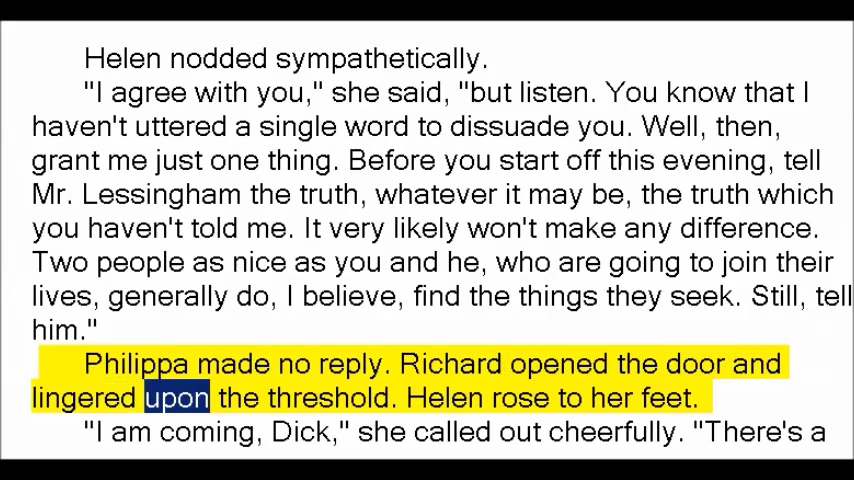 Helen nodded sympathetically.
"I agree with you," she said, "but listen. You know that I
haven't uttered a single word to dissuade you. Well, then,
grant me just one thing. Before you start off this evening, tell
Mr. Lessingham the truth, whatever it may be, the truth which
you haven't told me. It very likely won't make any difference.
Two people as nice as you and he, who are going to join their
lives, generally do, I believe, find the things they seek. Still, tell
him."
Philippa made no reply. Richard opened the door and
lingered upon the threshold. Helen rose to her feet.
"I am coming, Dick," she called out cheerfully. "There's a